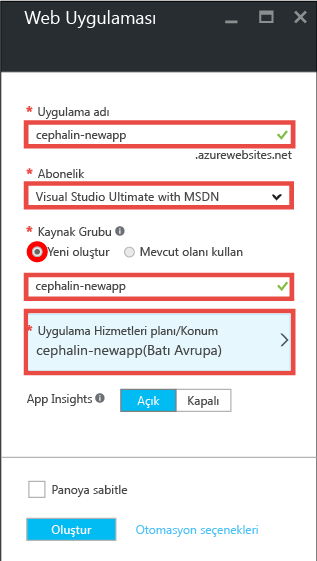 Web Uygulaması
* Uygulama adı
cephalin-newapp
.azurewebsites.net
* Abonelik
Visual Studio Ultimate with MSDN
* Kaynak Grubu
Yeni oluştur Mevcut olanı kullan
cephalin-newapp
* Uygulama Hizmetleri planı/Konum
cephalin-newapp(Batı Avrupa)
App Insights Açık Kapalı
Panoya sabitle
Oluştur Otomasyon seçenekleri